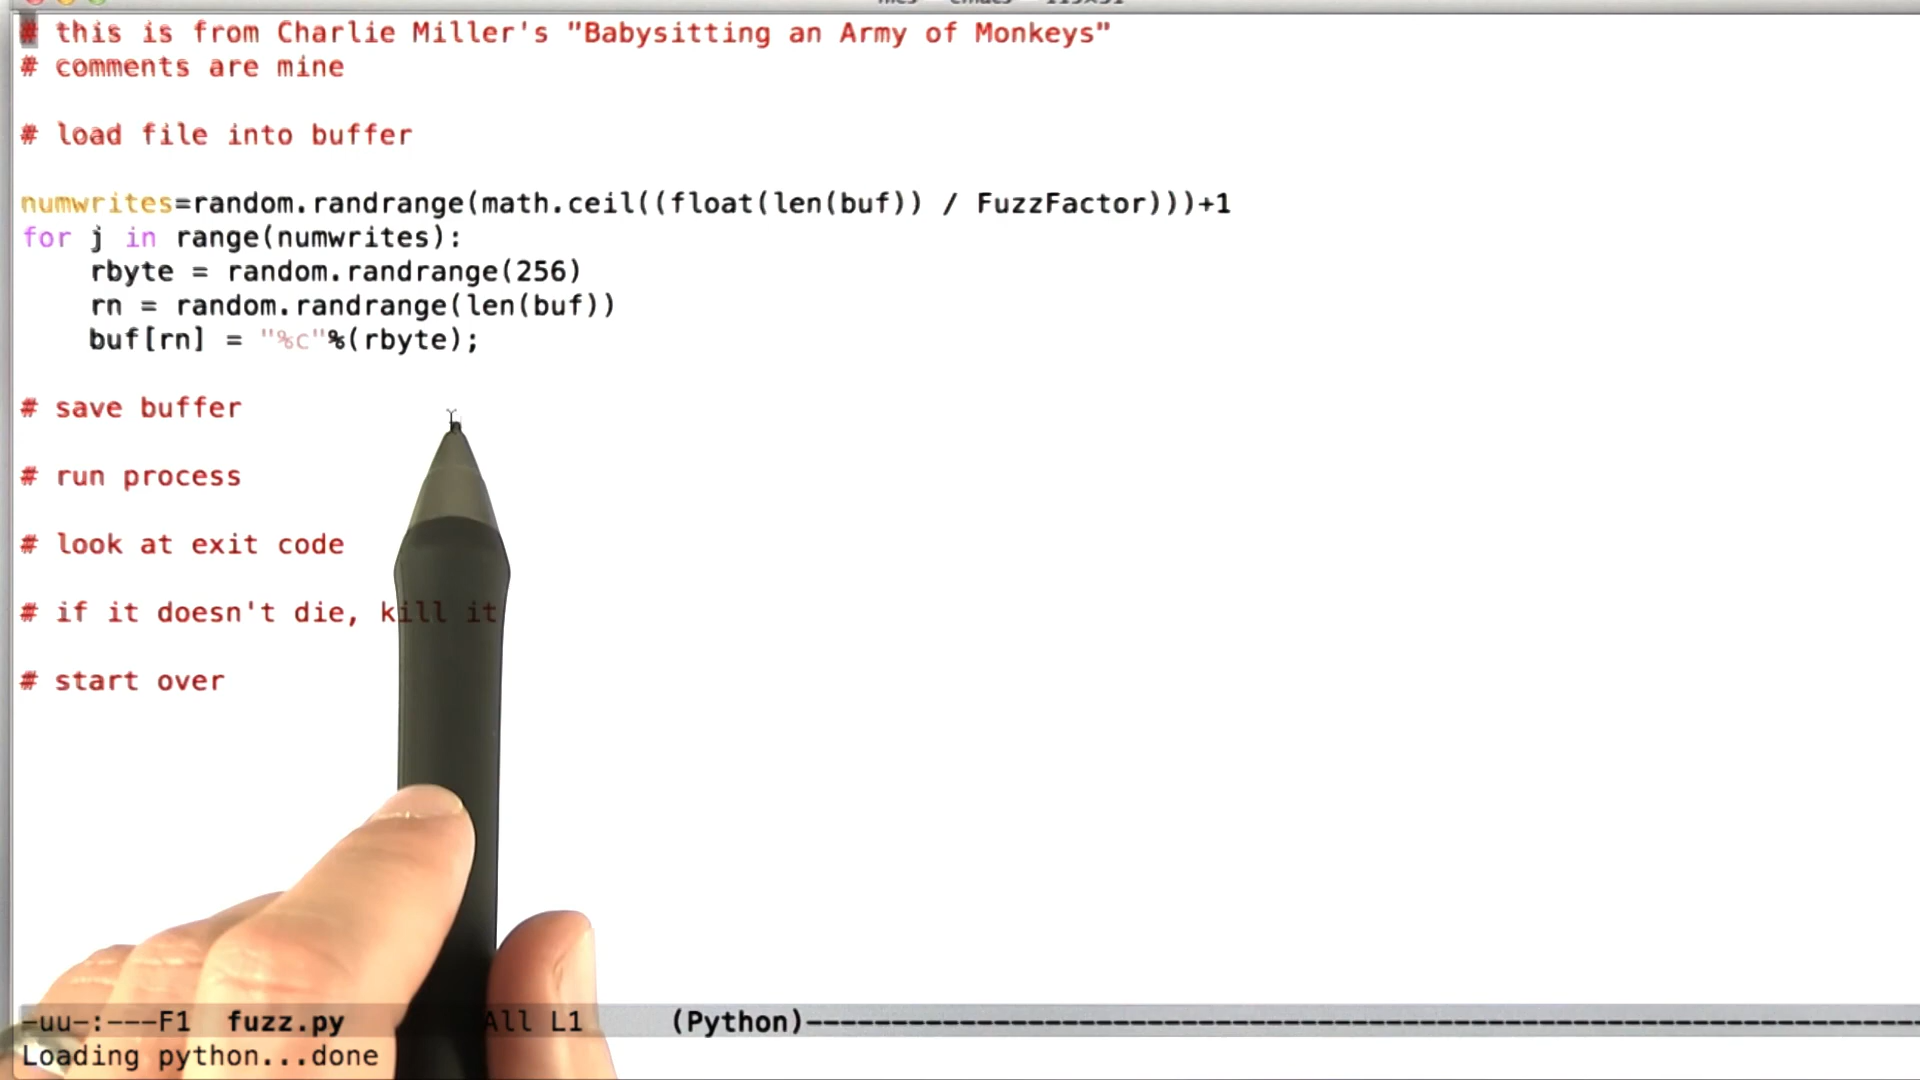 # this is from Charlie Miller's "Babysitting an Army of Monkeys"
# comments are mine
# load file into buffer
numwrites=random.randrange(math.ceil((float(len(buf)) / FuzzFactor)))+1
for j in range(numwrites):
    rbyte = random.randrange(256)
    rn = random.randrange(len(buf))
    buf[rn] = "%c"%(rbyte);
# save buffer
# run process
# look at exit code
# if it doesn't die, kill it
# start over
-uu-:---F1  fuzz.py        All L1     (Python)----------------------------------------------------------------
Loading python...done